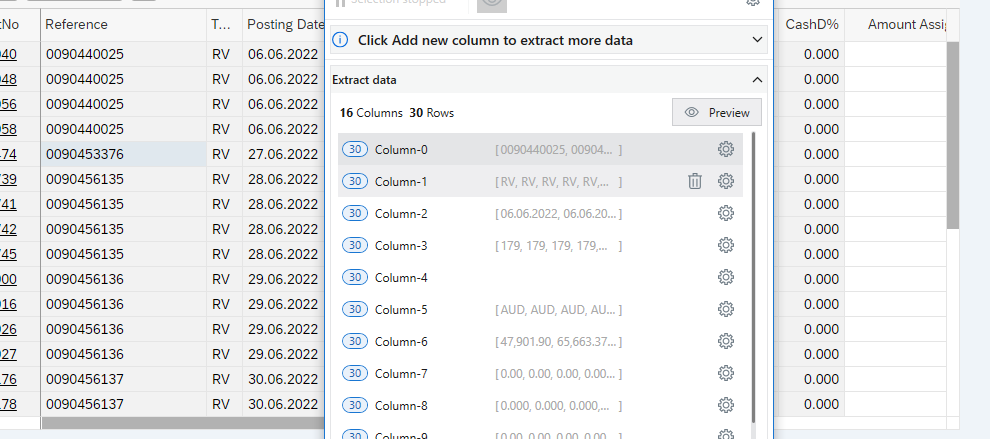 Selection stopped
tNo Reference T... Posting Date CashD% Amount Assig
Click Add new column to extract more data
040 0090440025 RV 06.06.2022 0.000
048 0090440025 RV 06.06.2022 0.000
056 0090440025 RV 06.06.2022 0.000
058 0090440025 RV 06.06.2022 0.000
474 0090453376 RV 27.06.2022 0.000
739 0090456135 RV 28.06.2022 0.000
741 0090456135 RV 28.06.2022 0.000
742 0090456135 RV 28.06.2022 0.000
745 0090456135 RV 28.06.2022 0.000
000 0090456136 RV 29.06.2022 0.000
016 0090456136 RV 29.06.2022 0.000
026 0090456136 RV 29.06.2022 0.000
027 0090456136 RV 29.06.2022 0.000
176 0090456137 RV 30.06.2022 0.000
178 0090456137 RV 30.06.2022 0.000
Extract data
16 Columns 30 Rows Preview
30 Column-0 [0090440025, 00904... ]
30 Column-1 [RV, RV, RV, RV, RV,... ]
30 Column-2 [06.06.2022, 06.06.20... ]
30 Column-3 [179, 179, 179, 179,... ]
30 Column-4
30 Column-5 [AUD, AUD, AUD, AU... ]
30 Column-6 [47,901.90, 65,663.37... ]
30 Column-7 [0.00, 0.00, 0.00, 0.00... ]
30 Column-8 [0.000, 0.000, 0.000,... ]
30 Column-9 [0.00, 0.00, 0.00, 0.00... ]